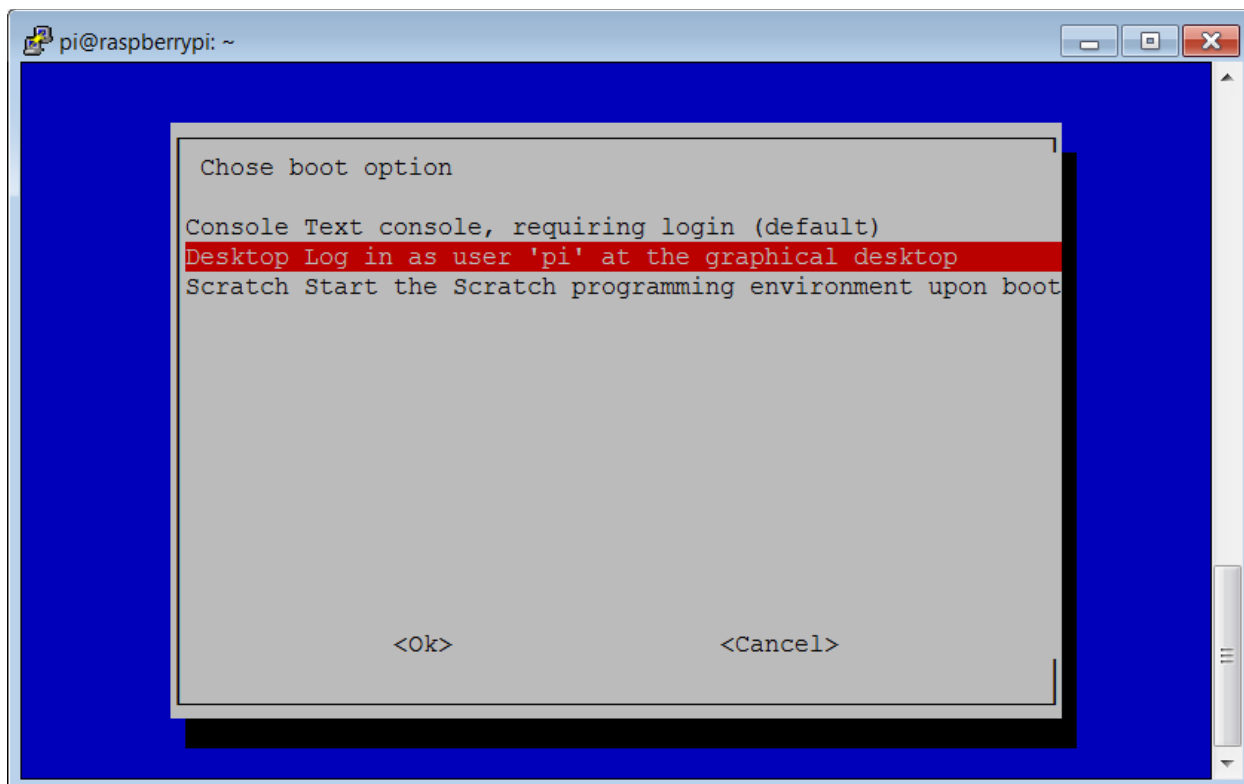 pi@raspberrypi: ~
Chose boot option
Console Text console, requiring login (default)
Desktop Log in as user 'pi' at the graphical desktop
Scratch Start the Scratch programming environment upon boot
<Ok> <Cancel>